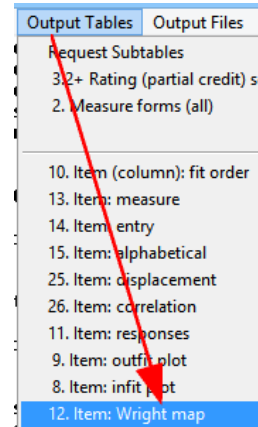 Output Tables Output Files
Request Subtables
3.2+ Rating (partial credit) s
2. Measure forms (all)
10. Item (column): fit order
13. Item: measure
14. Item: entry
15. Item: alphabetical
25. Item: displacement
26. Item: correlation
11. Item: responses
9. Item: outfit plot
8. Item: infit plot
12. Item: Wright map